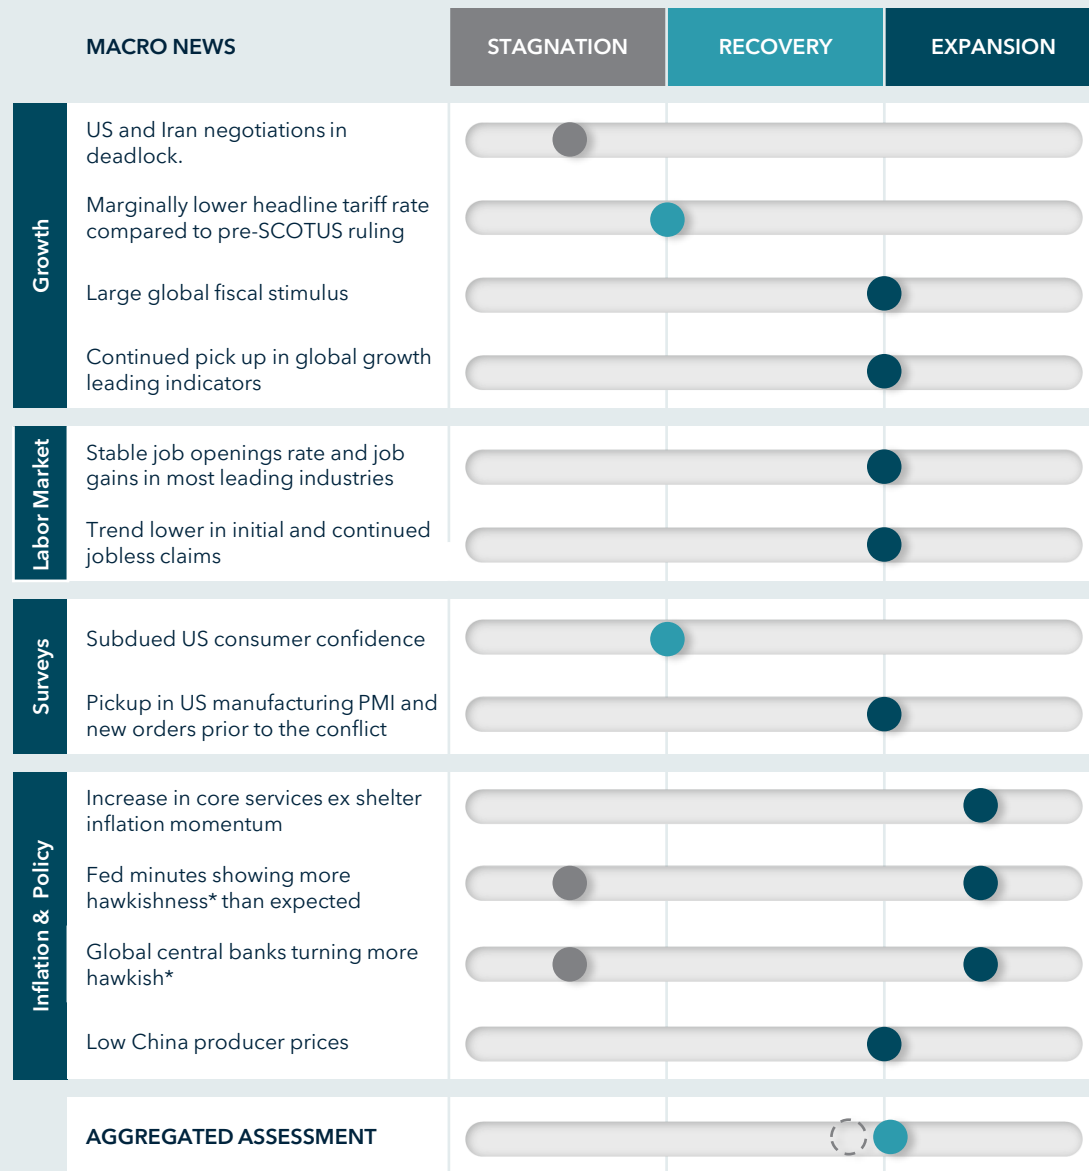 MACRO NEWS
STAGNATION
RECOVERY
EXPANSION
Growth
US and Iran negotiations in
deadlock.
Marginally lower headline tariff rate
compared to pre-SCOTUS ruling
Large global fiscal stimulus
Continued pick up in global growth
leading indicators
Labor Market
Stable job openings rate and job
gains in most leading industries
Trend lower in initial and continued
jobless claims
Surveys
Subdued US consumer confidence
Pickup in US manufacturing PMI and
new orders prior to the conflict
Inflation & Policy
Increase in core services ex shelter
inflation momentum
Fed minutes showing more
hawkishness* than expected
Global central banks turning more
hawkish*
Low China producer prices
AGGREGATED ASSESSMENT